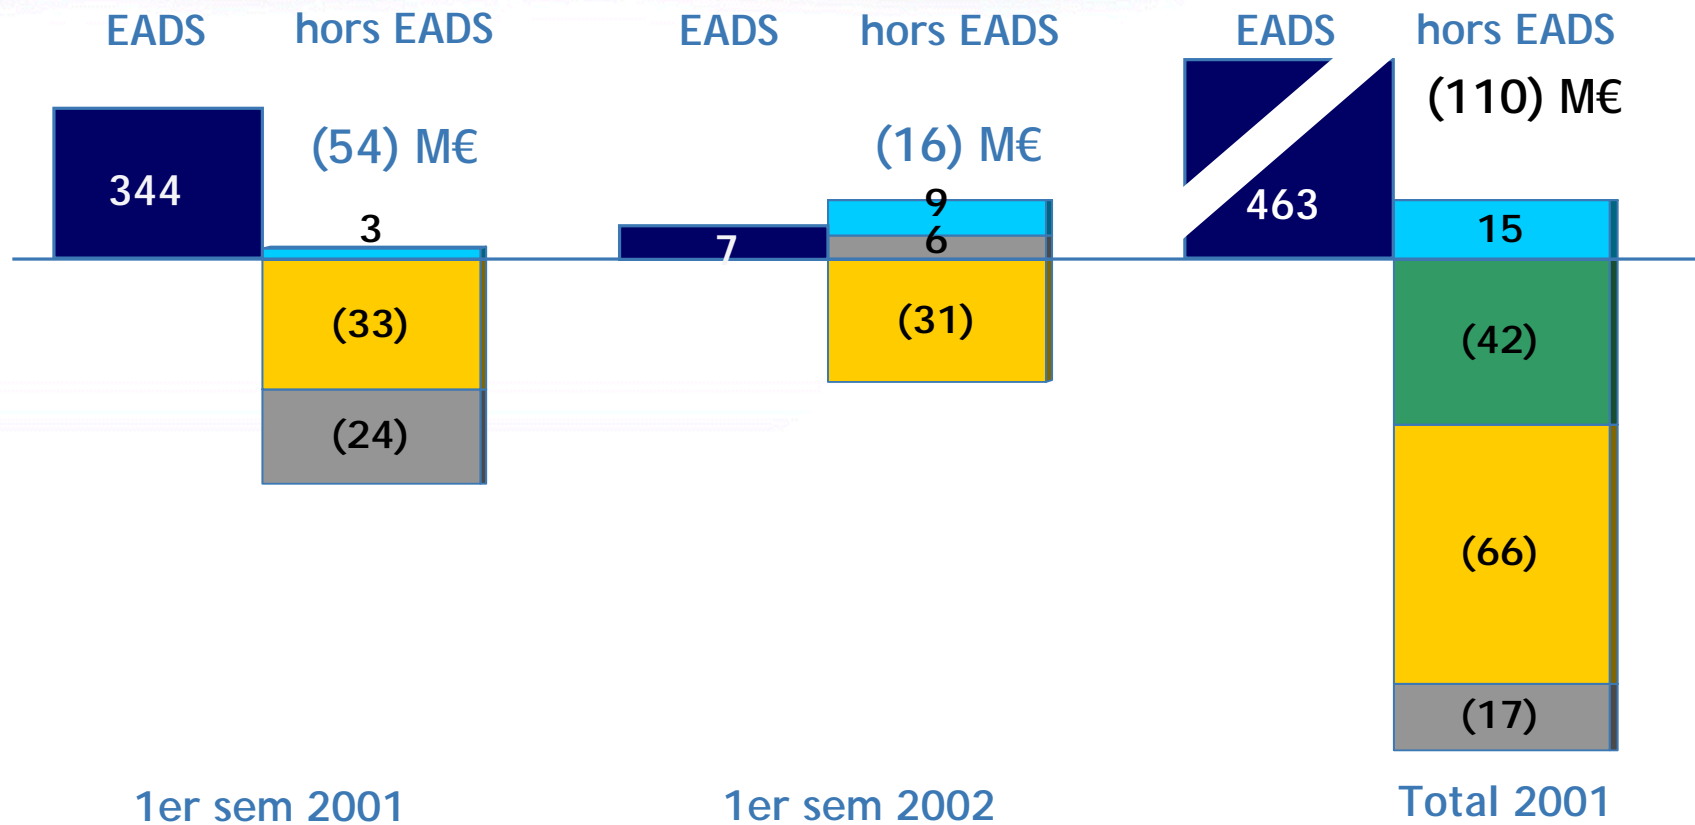 EADS hors EADS EADS hors EADS EADS hors EADS
(110) M€
(54) M€ (16) M€
344 3 7 9 463 15
6
(33) (31) (42)
(24)
(66)
(17)
1er sem 2001 1er sem 2002 Total 2001